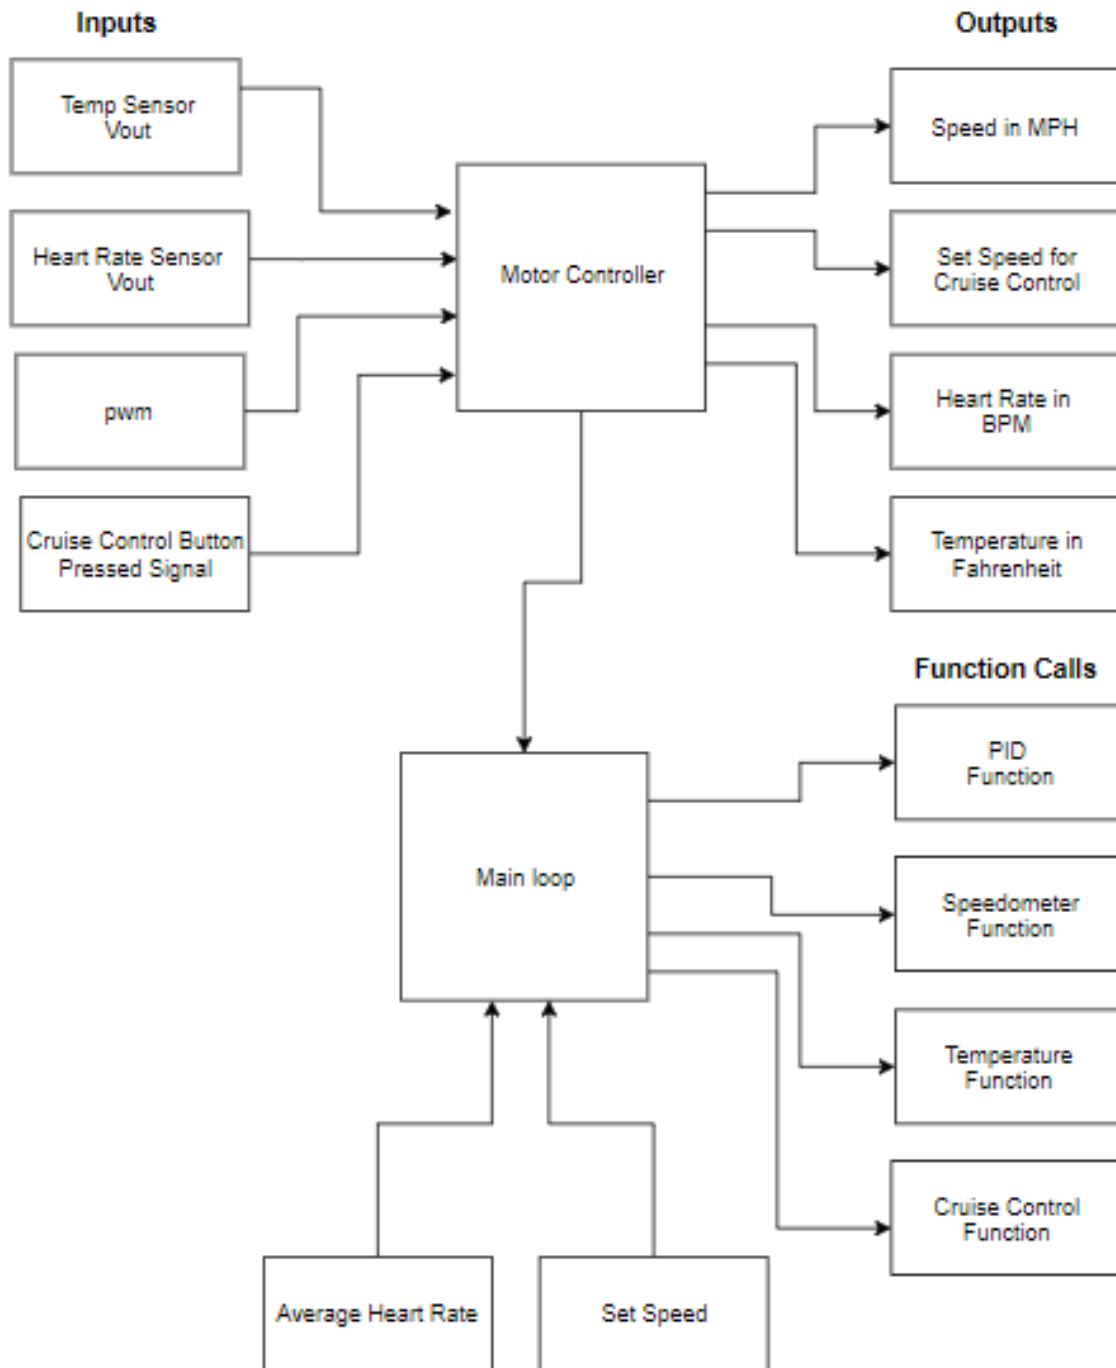 Inputs
Outputs
Temp Sensor
Vout
Speed in MPH
Heart Rate Sensor
Vout
Motor Controller
Set Speed for
Cruise Control
pwm
Heart Rate in
BPM
Cruise Control Button
Pressed Signal
Temperature in
Fahrenheit
Function Calls
PID
Function
Main loop
Speedometer
Function
Temperature
Function
Cruise Control
Function
Average Heart Rate
Set Speed